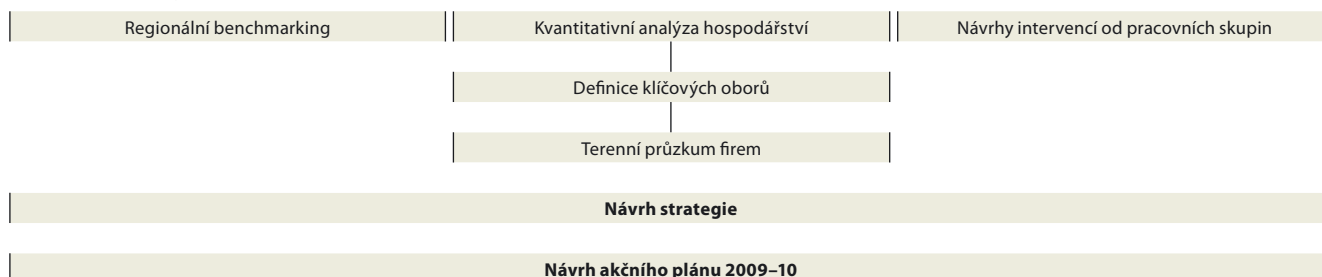 Regionální benchmarking
Kvantitativní analýza hospodářství
Návrhy intervencí od pracovních skupin
Definice klíčových oborů
Terenní průzkum firem
Návrh strategie
Návrh akčního plánu 2009–10